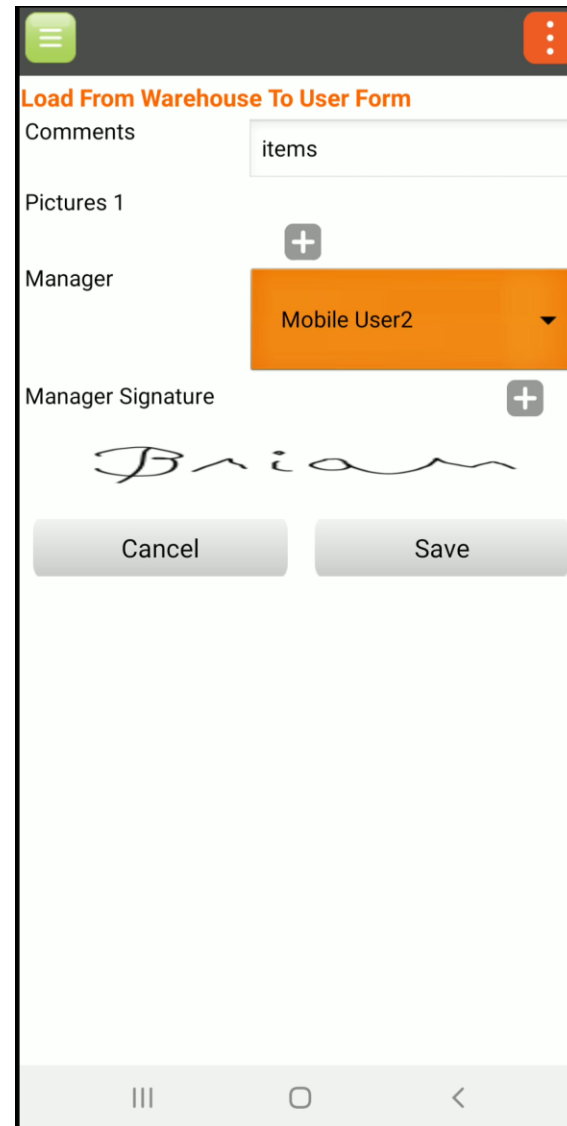 Load From Warehouse To User Form
Comments
items
Pictures 1
Manager
Mobile User2
Manager Signature
Brian
Cancel
Save